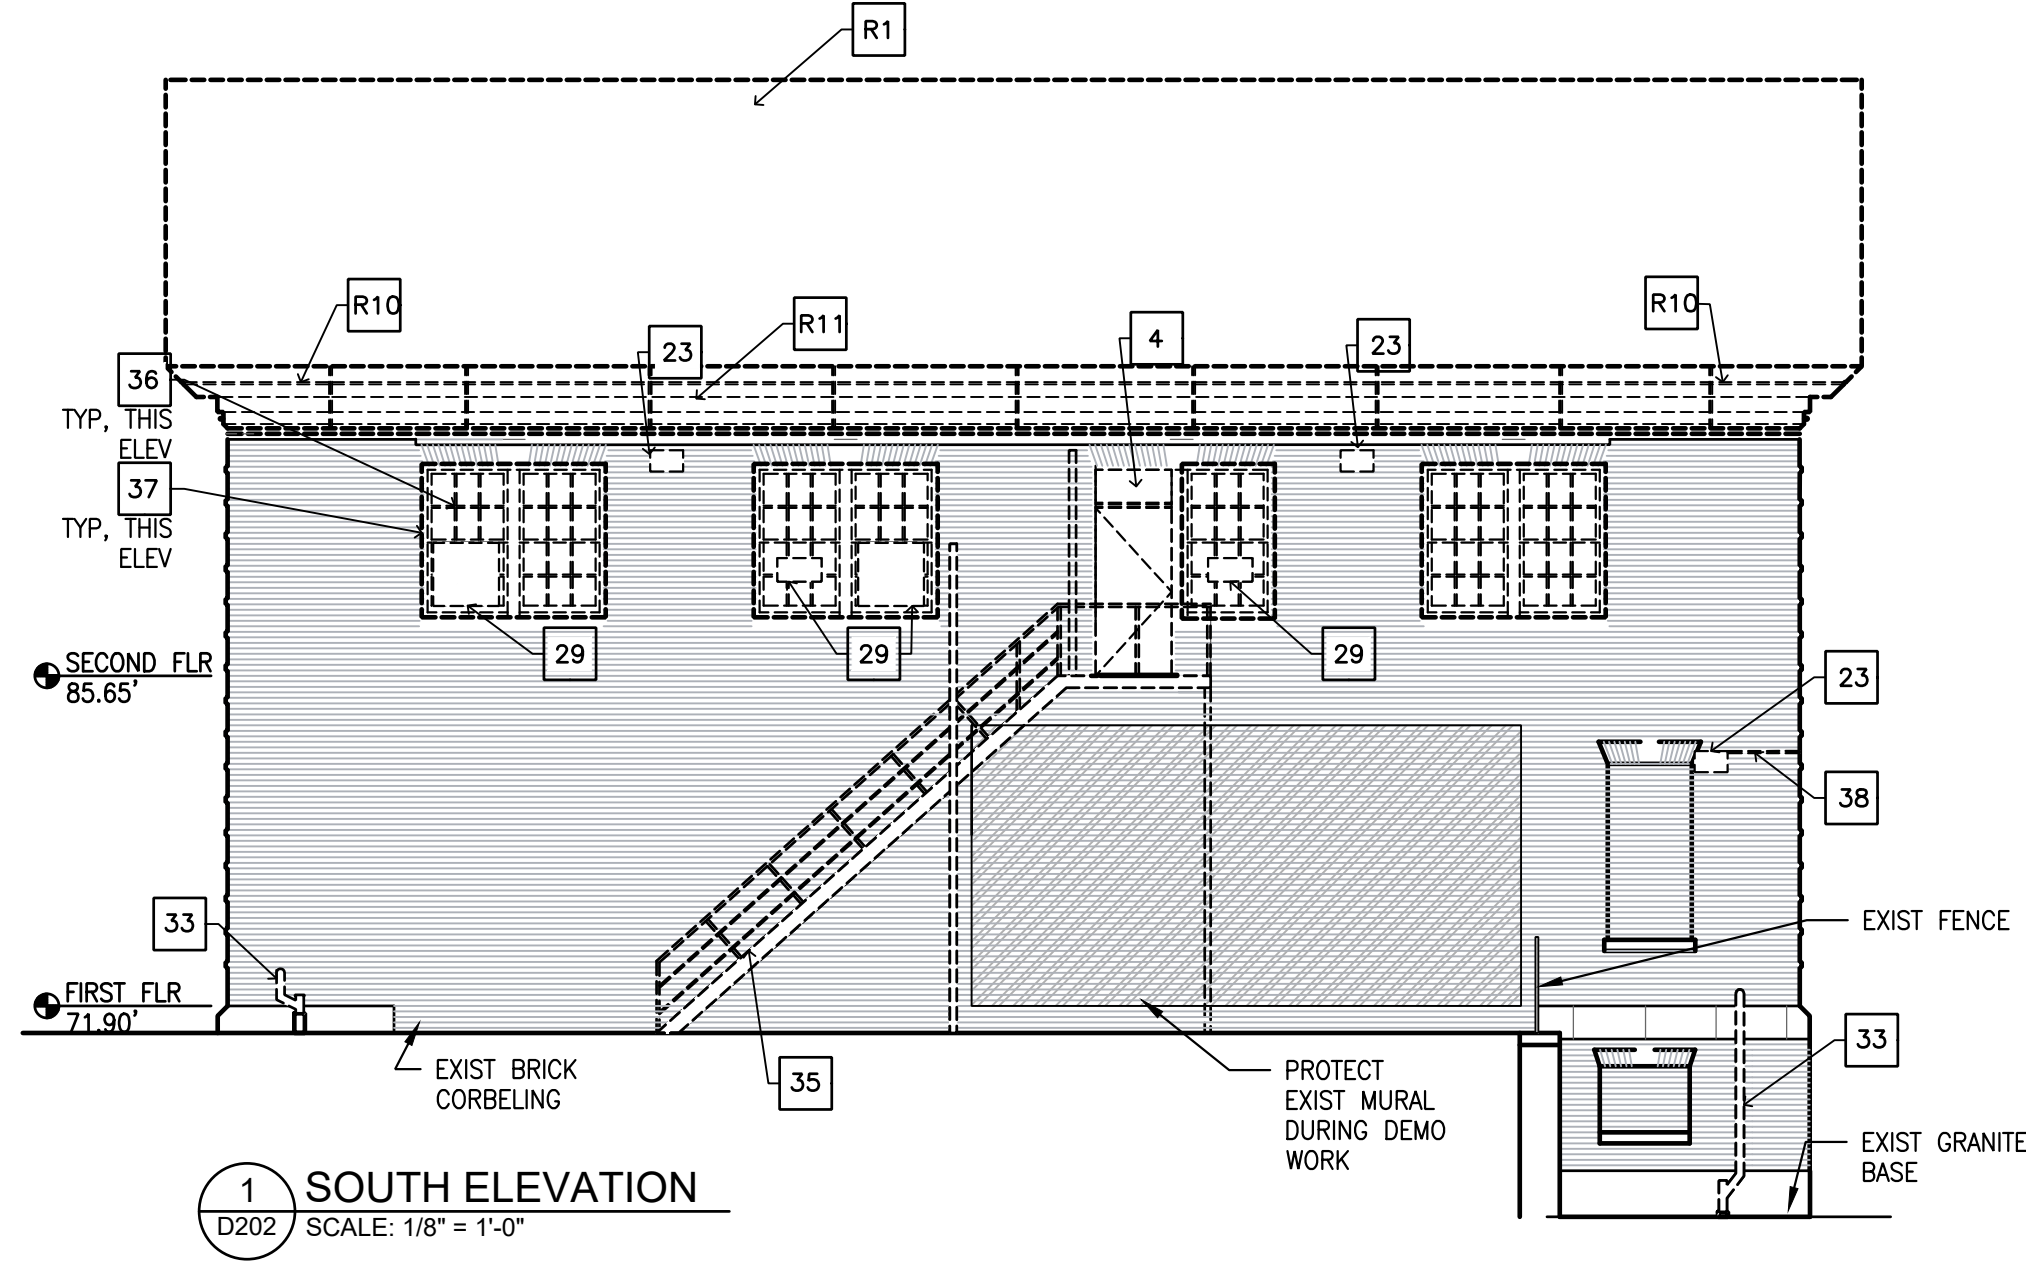 R1
R10
R11
R10
23
4
23
36
TYP, THIS
ELEV
37
TYP, THIS
ELEV
29
29
29
SECOND FLR
85.65'
23
38
33
EXIST FENCE
FIRST FLR
71.90'
EXIST BRICK
CORBELING
35
PROTECT
EXIST MURAL
DURING DEMO
WORK
33
EXIST GRANITE
BASE
1
D202
SOUTH ELEVATION
SCALE: 1/8" = 1'-0"